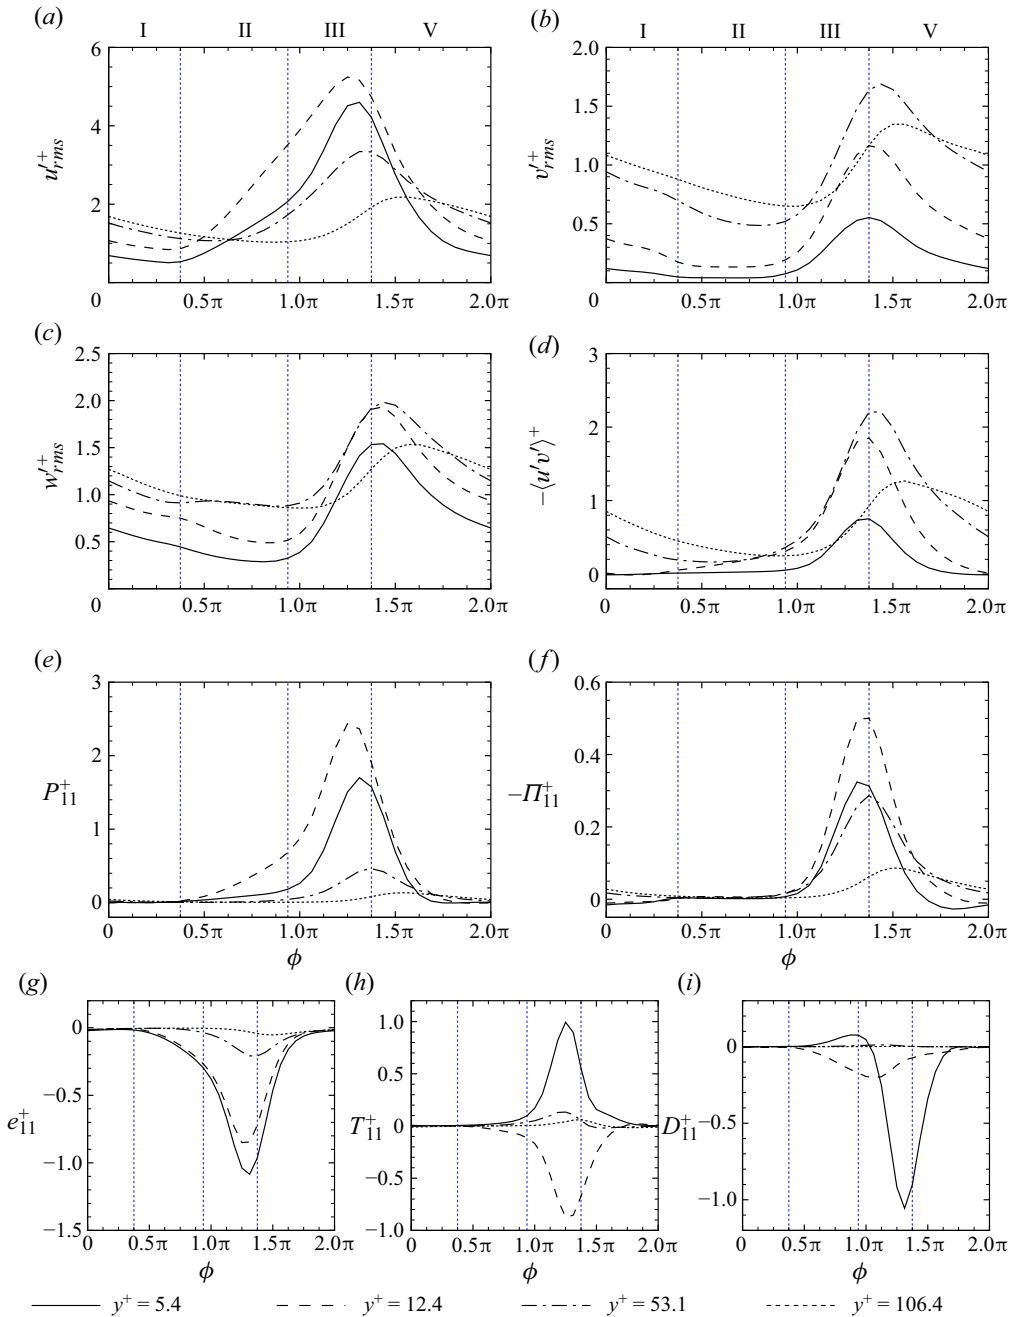 (a)
I II III V
6
4
2
0
u′⁺rms
0.5π 1.0π 1.5π 2.0π
(b)
I II III V
2.0
1.5
1.0
0.5
0
v′⁺rms
0.5π 1.0π 1.5π 2.0π
(c)
2.5
2.0
1.5
1.0
0.5
0
w′⁺rms
0.5π 1.0π 1.5π 2.0π
(d)
3
2
1
0
−⟨u′v′⟩⁺
0 0.5π 1.0π 1.5π 2.0π
(e)
3
2
1
0
P⁺11
0 0.5π 1.0π 1.5π 2.0π
ϕ
(f)
0.6
0.4
0.2
0
−Π⁺11
0 0.5π 1.0π 1.5π 2.0π
ϕ
(g)
0
−0.5
−1.0
−1.5
e⁺11
0 0.5π 1.0π 1.5π 2.0π
ϕ
(h)
1.0
0.5
0
−0.5
−1.0
T⁺11
0 0.5π 1.0π 1.5π 2.0π
ϕ
(i)
0
−0.5
−1.0
D⁺11
0 0.5π 1.0π 1.5π 2.0π
ϕ
y⁺ = 5.4 y⁺ = 12.4 y⁺ = 53.1 y⁺ = 106.4